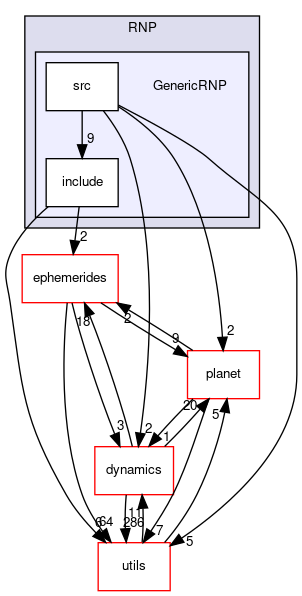 RNP
src
GenericRNP
9
include
2
ephemerides
18
2
9
2
planet
20
5
3
2
1
dynamics
11
286
6
64
7
5
utils